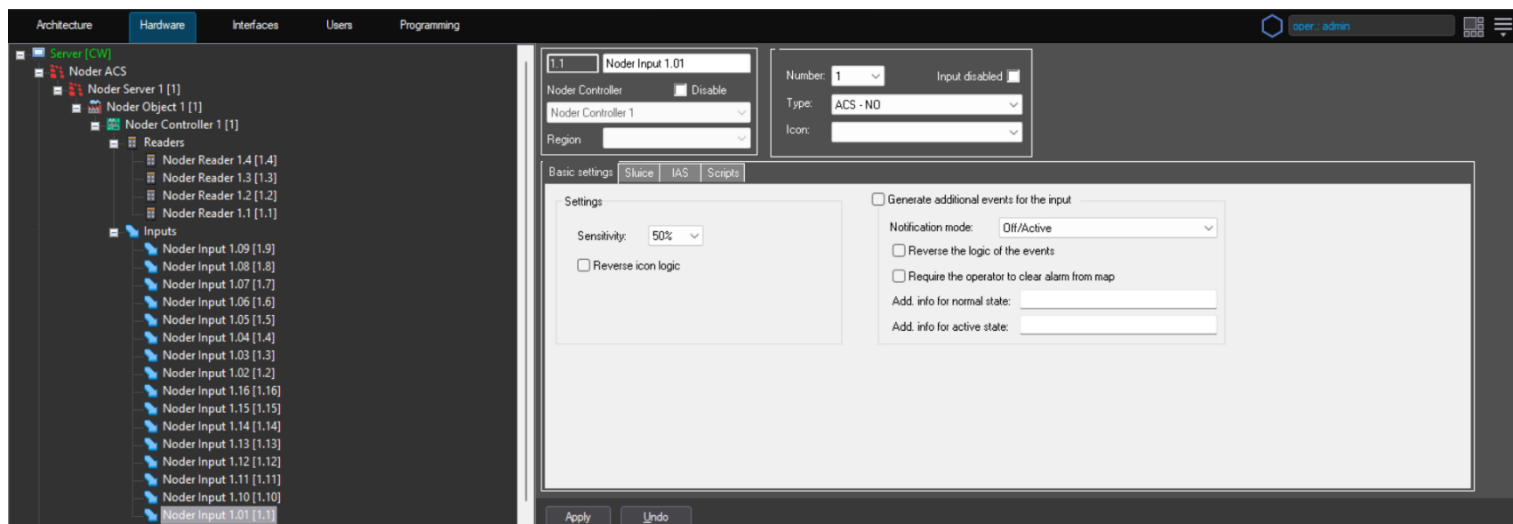 Architecture Hardware Interfaces Users Programming oper.: admin
Server [CW]
Noder ACS
Noder Server 1 [1]
Noder Object 1 [1]
Noder Controller 1 [1]
Readers
Noder Reader 1.4 [1.4]
Noder Reader 1.3 [1.3]
Noder Reader 1.2 [1.2]
Noder Reader 1.1 [1.1]
Inputs
Noder Input 1.09 [1.9]
Noder Input 1.08 [1.8]
Noder Input 1.07 [1.7]
Noder Input 1.06 [1.6]
Noder Input 1.05 [1.5]
Noder Input 1.04 [1.4]
Noder Input 1.03 [1.3]
Noder Input 1.02 [1.2]
Noder Input 1.16 [1.16]
Noder Input 1.15 [1.15]
Noder Input 1.14 [1.14]
Noder Input 1.13 [1.13]
Noder Input 1.12 [1.12]
Noder Input 1.11 [1.11]
Noder Input 1.10 [1.10]
Noder Input 1.01 [1.1]
1.1 Noder Input 1.01
Noder Controller Disable
Noder Controller 1
Region
Number: 1 Input disabled
Type: ACS - NO
Icon:
Basic settings Sluice IAS Scripts
Settings
Sensitivity: 50%
Reverse icon logic
Generate additional events for the input
Notification mode: Off/Active
Reverse the logic of the events
Require the operator to clear alarm from map
Add. info for normal state:
Add. info for active state:
Apply Undo